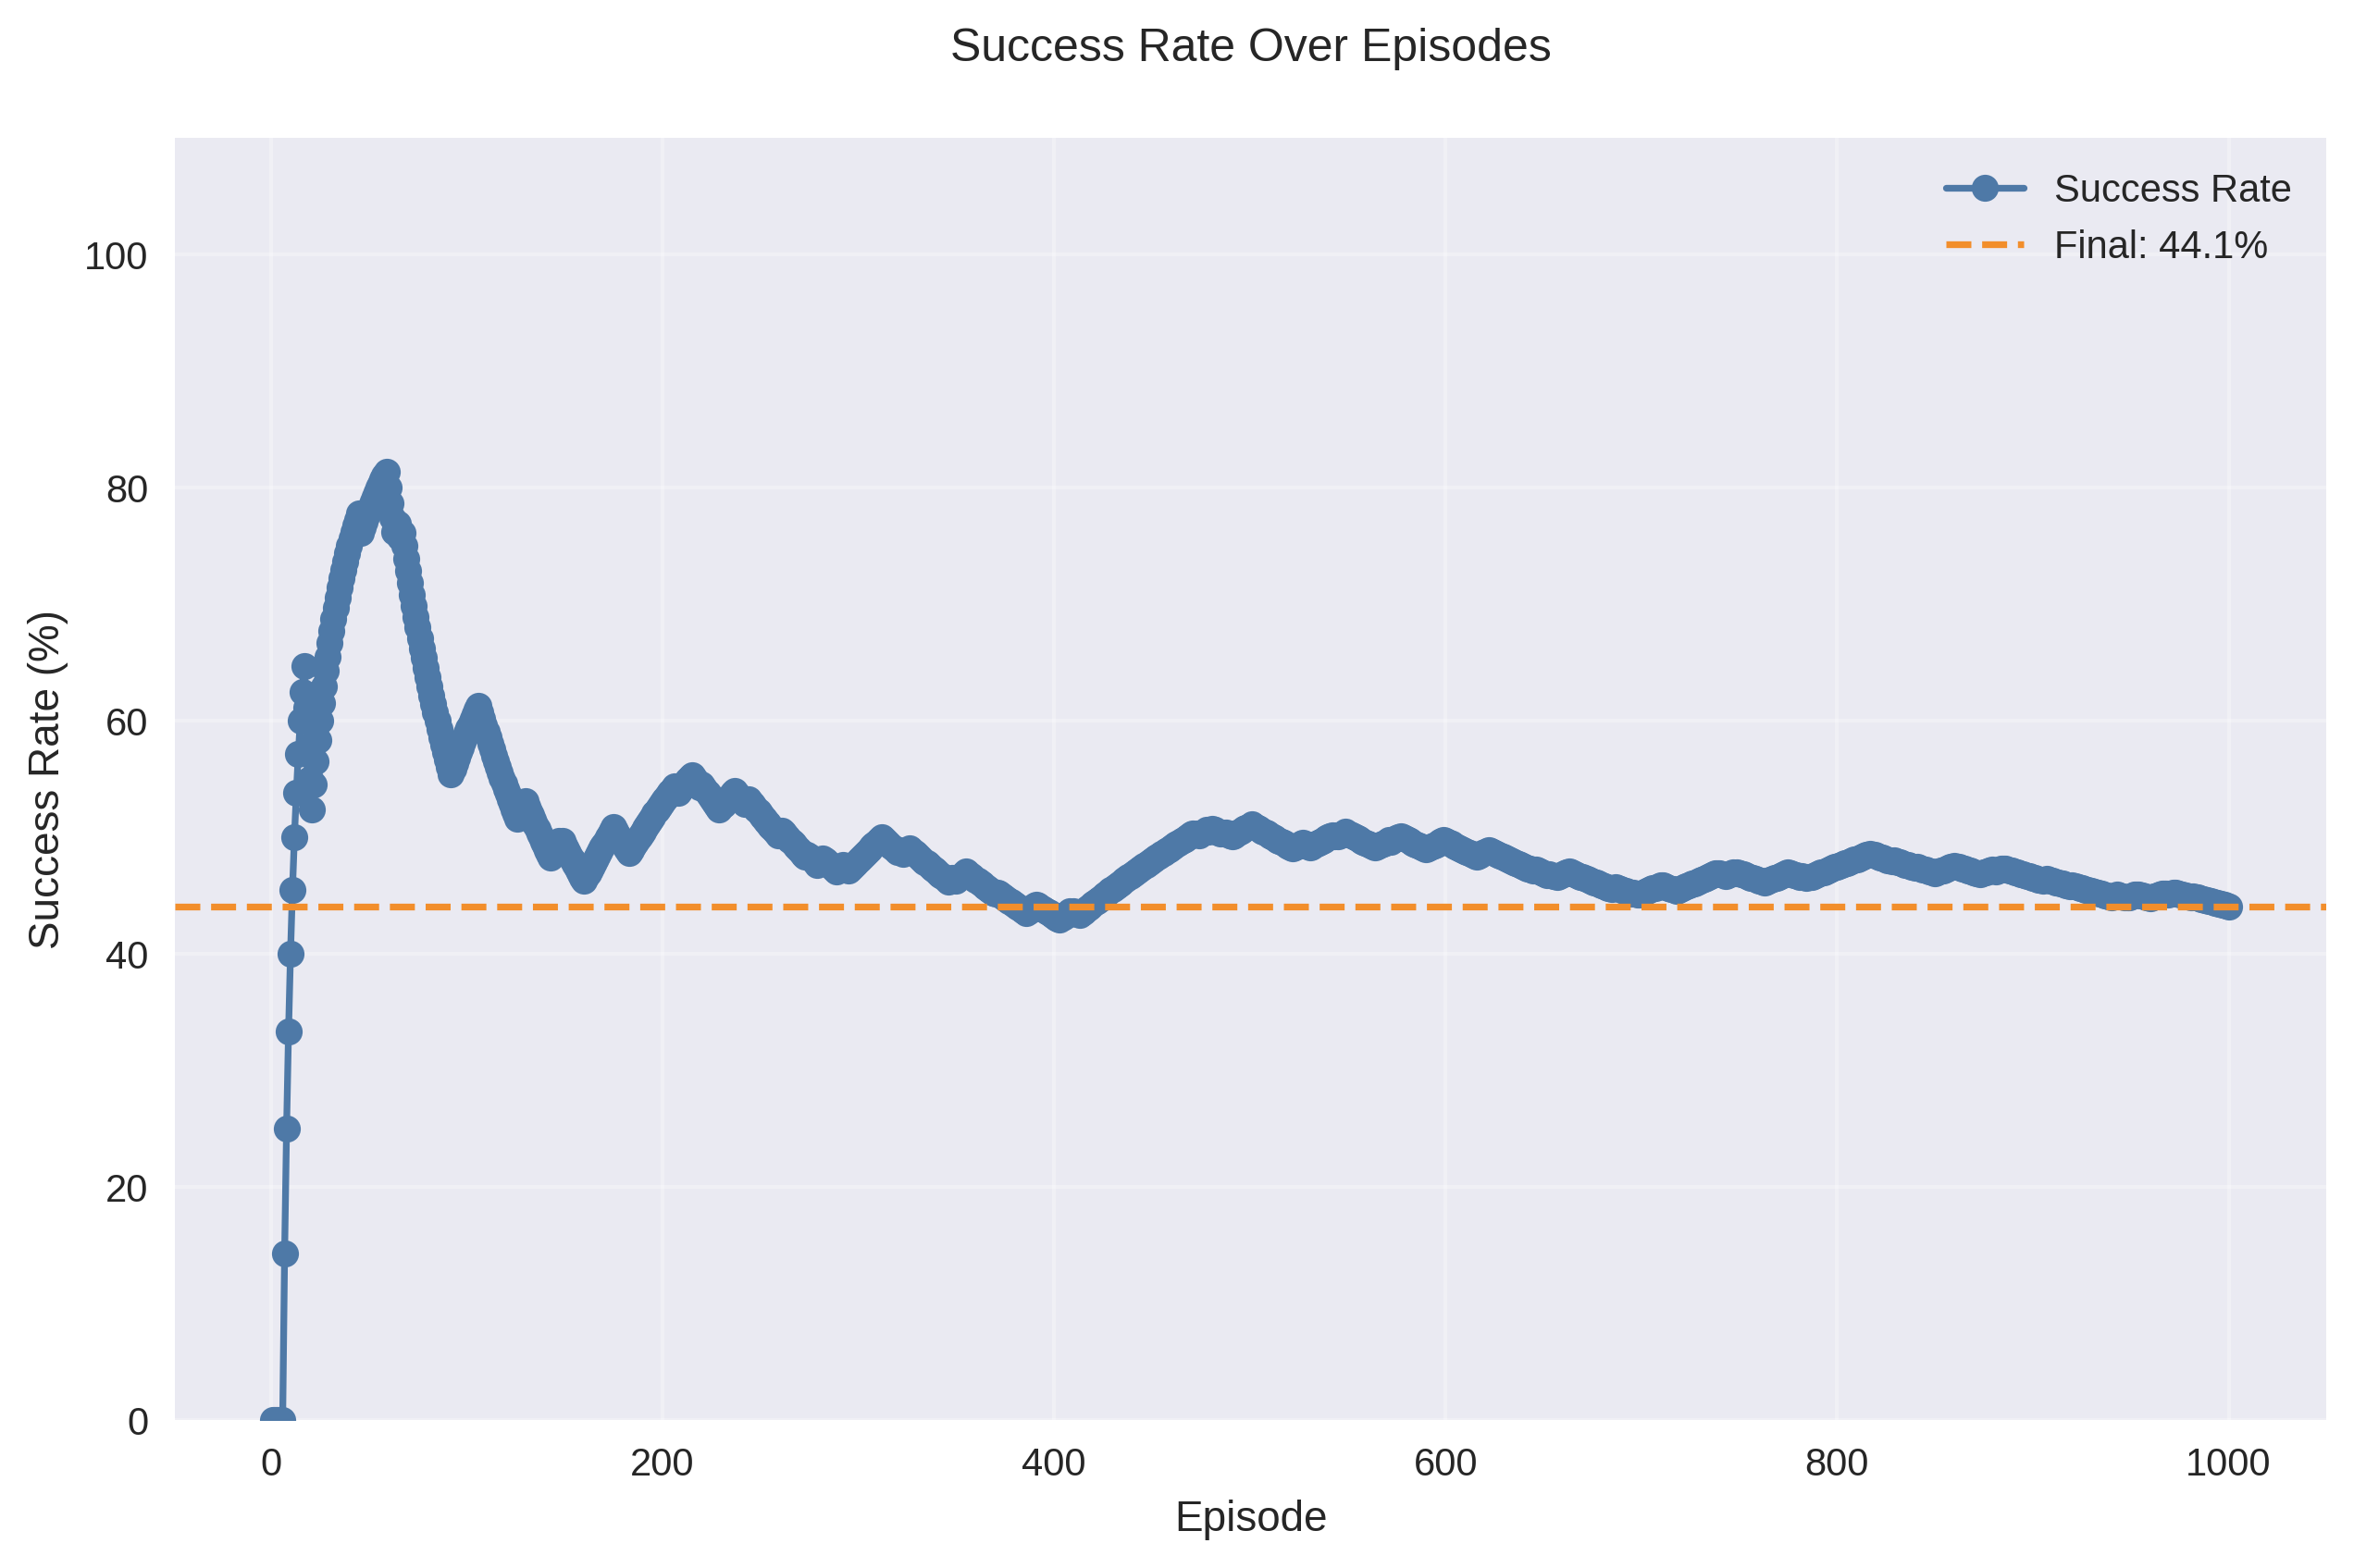 Success Rate Over Episodes
Success Rate
Final: 44.1%
100
80
60
40
20
0
Success Rate (%)
0 200 400 600 800 1000
Episode